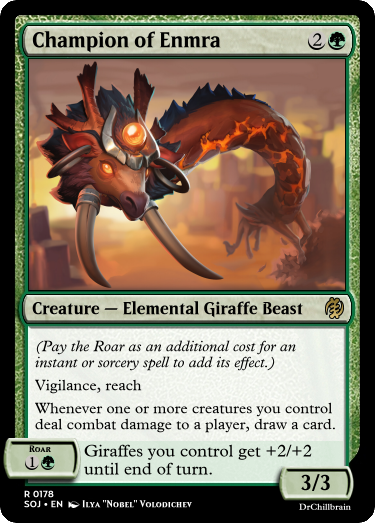 Champion of Enmra 2
Creature — Elemental Giraffe Beast
(Pay the Roar as an additional cost for an
instant or sorcery spell to add its effect.)
Vigilance, reach
Whenever one or more creatures you control
deal combat damage to a player, draw a card.
Roar
1
Giraffes you control get +2/+2
until end of turn.
3/3
R 0178
SOJ • EN Ilya "Nobel" Volodichev
DrChillbrain